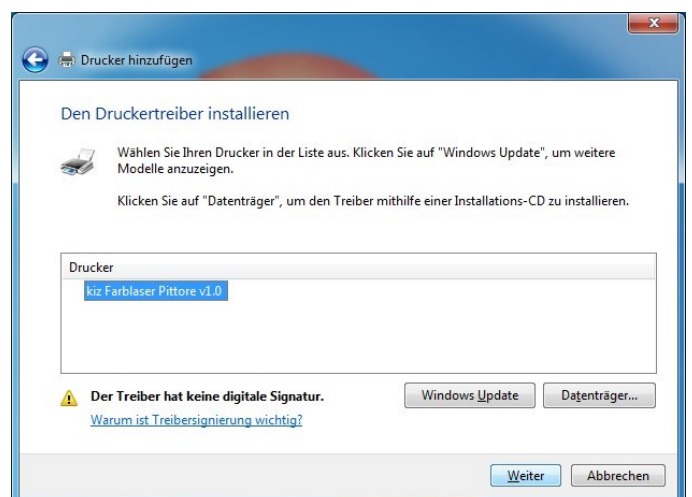 Drucker hinzufügen
Den Druckertreiber installieren
Wählen Sie Ihren Drucker in der Liste aus. Klicken Sie auf "Windows Update", um weitere
Modelle anzuzeigen.
Klicken Sie auf "Datenträger", um den Treiber mithilfe einer Installations-CD zu installieren.
Drucker
kiz Farblaser Pittore v1.0
Der Treiber hat keine digitale Signatur.
Windows Update
Datenträger...
Warum ist Treibersignierung wichtig?
Weiter
Abbrechen